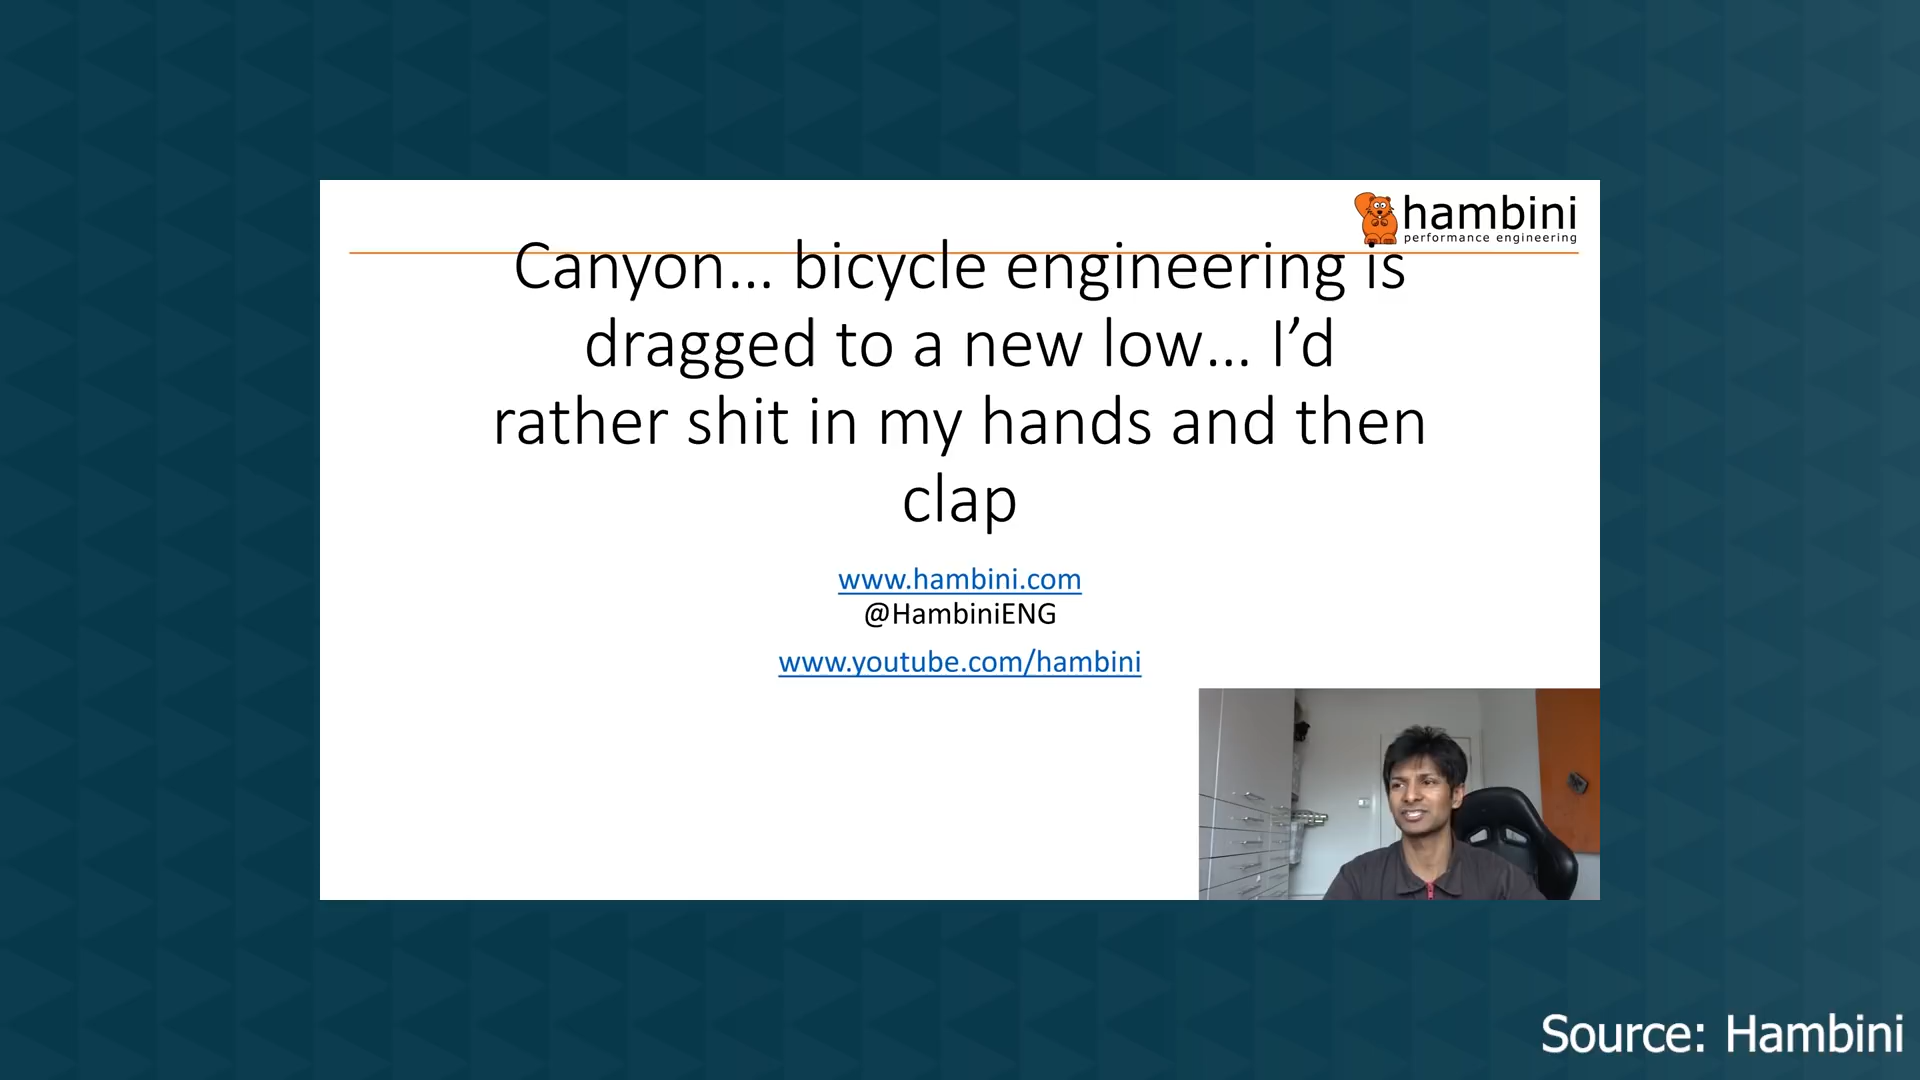 hambini
performance engineering
Canyon... bicycle engineering is
dragged to a new low... I’d
rather shit in my hands and then
clap
www.hambini.com
@HambiniENG
www.youtube.com/hambini
Source: Hambini